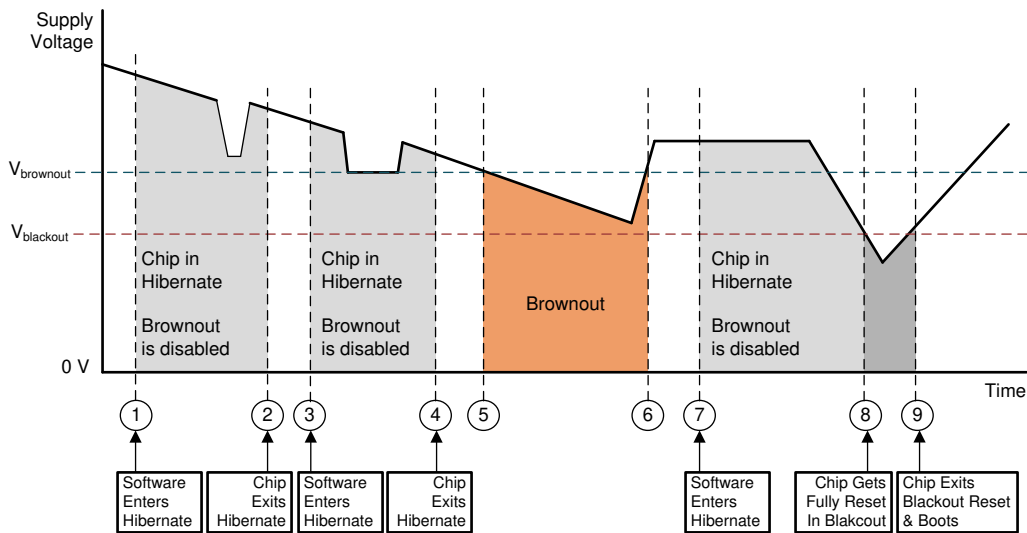 Supply
Voltage
Vbrownout
Vblackout
0 V
Chip in
Hibernate
Brownout
is disabled
Chip in
Hibernate
Brownout
is disabled
Brownout
Chip in
Hibernate
Brownout
is disabled
Time
1
2
3
4
5
6
7
8
9
Software
Enters
Hibernate
Chip
Exits
Hibernate
Software
Enters
Hibernate
Chip
Exits
Hibernate
Software
Enters
Hibernate
Chip Gets
Fully Reset
In Blakcout
Chip Exits
Blackout Reset
& Boots